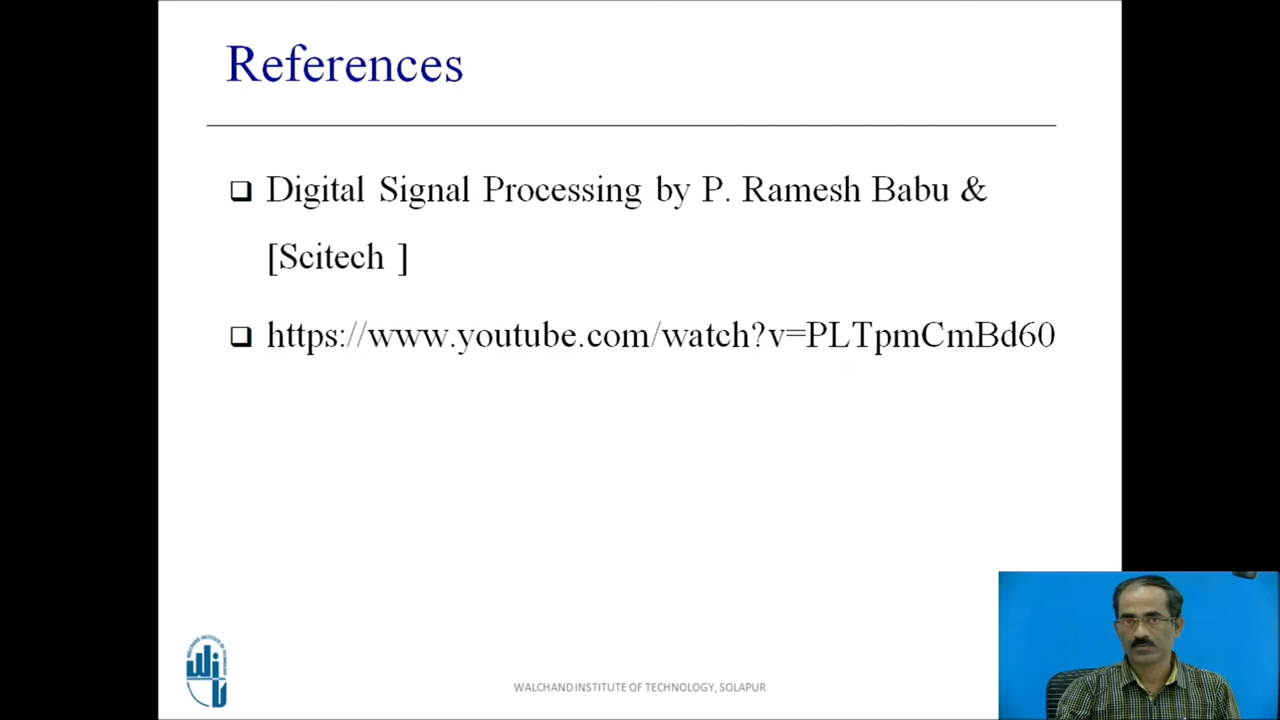 References
❑ Digital Signal Processing by P. Ramesh Babu &
[Scitech ]
❑ https://www.youtube.com/watch?v=PLTpmCmBd60
WALCHAND INSTITUTE OF TECHNOLOGY, SOLAPUR